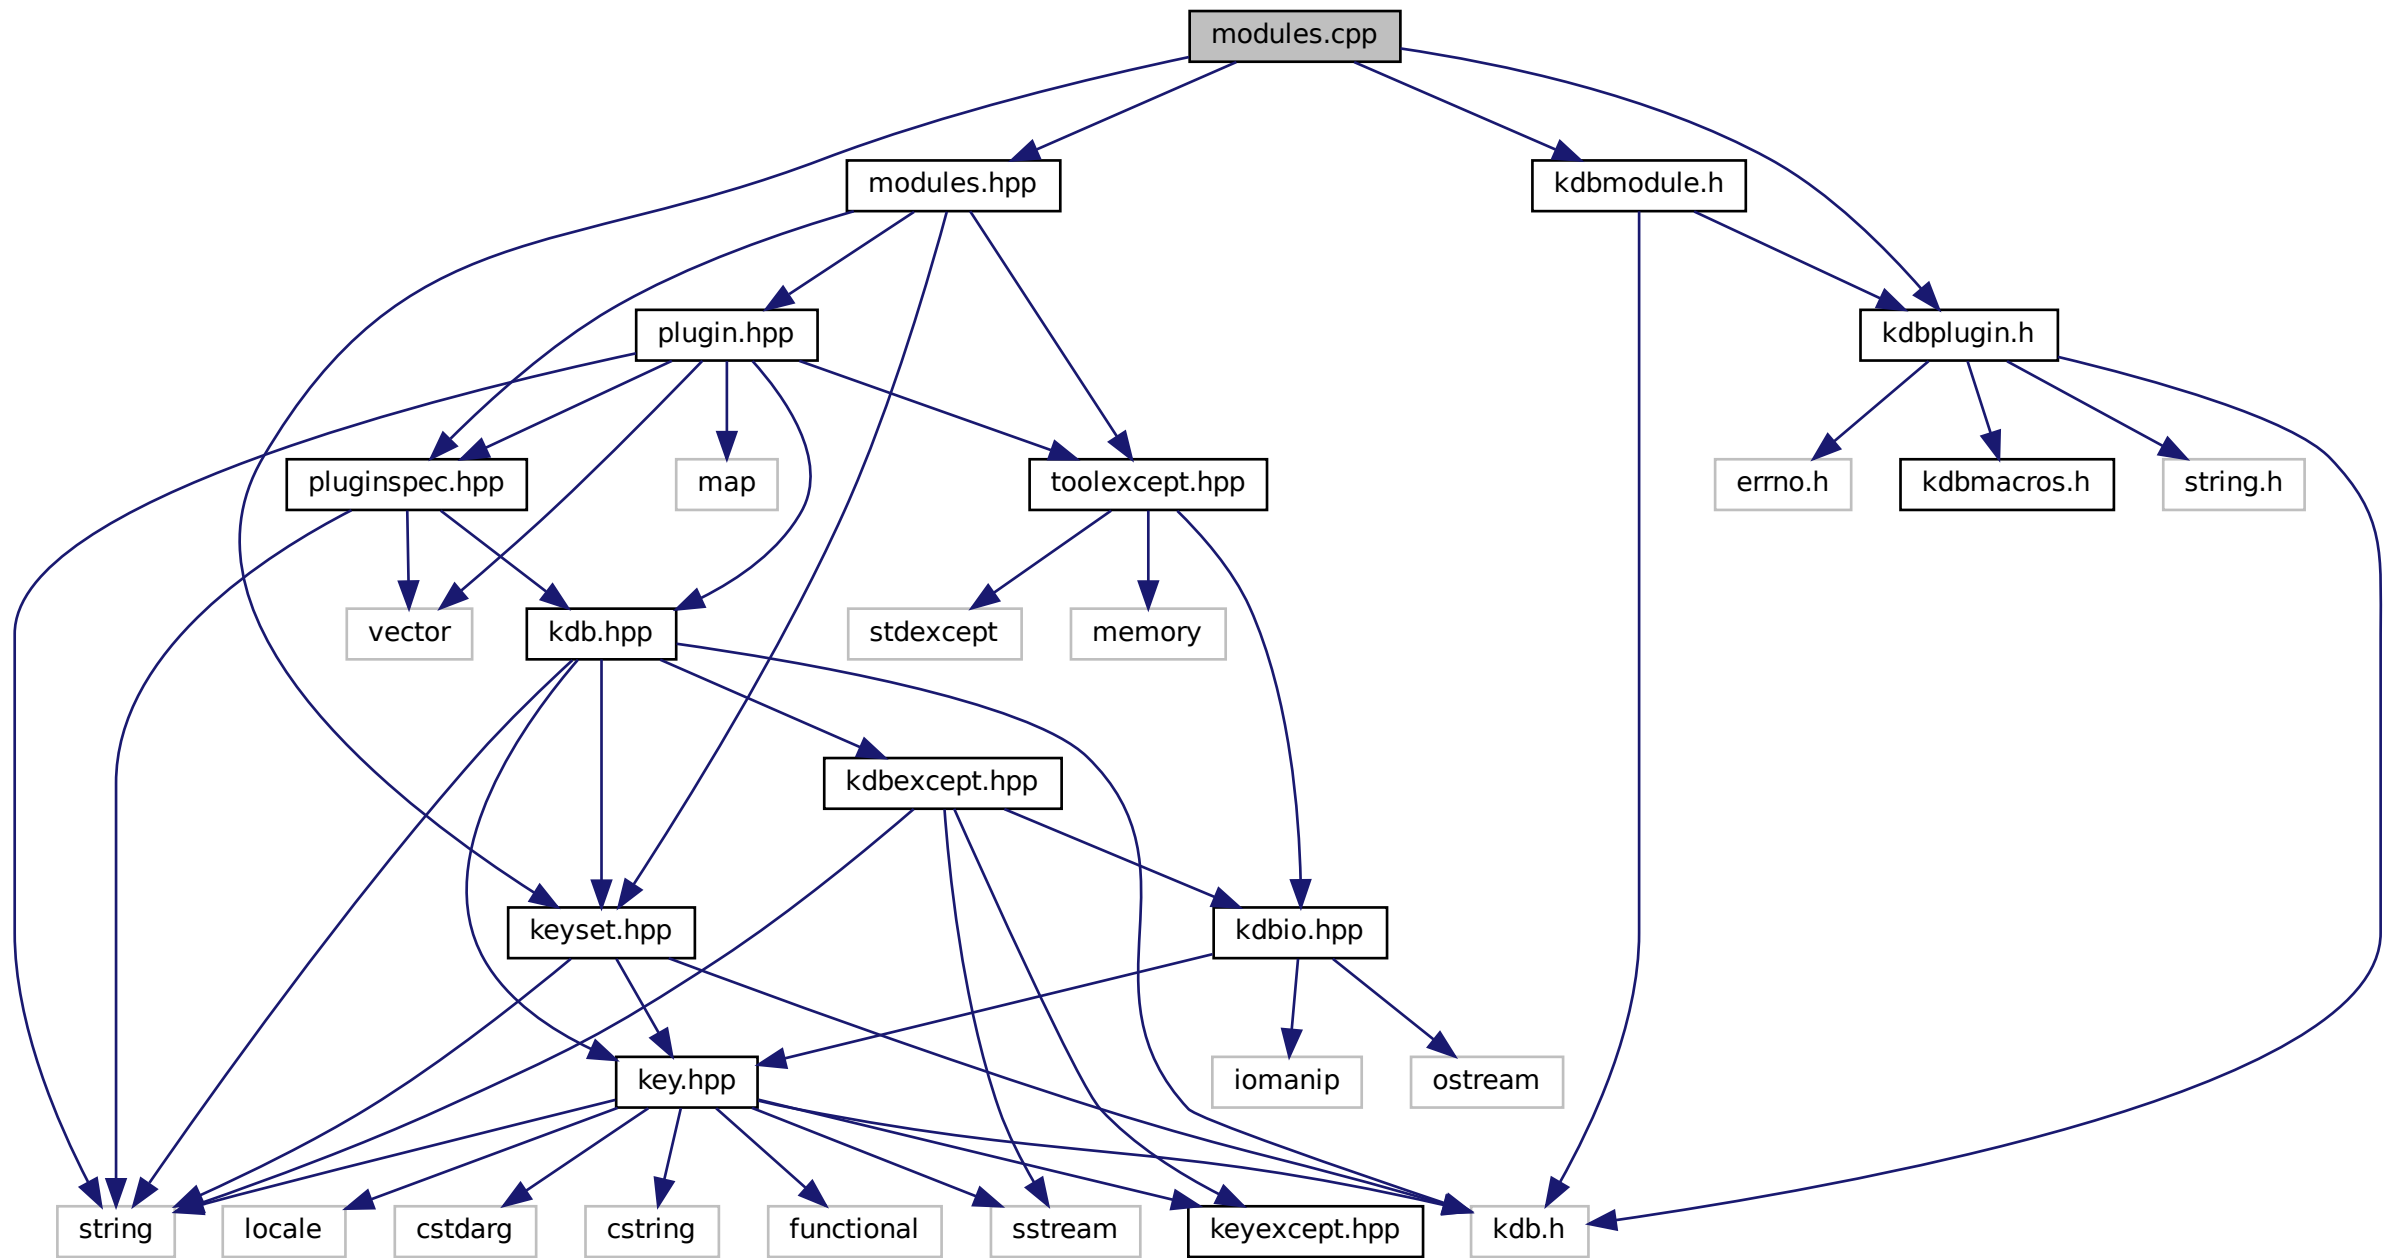 modules.cpp
modules.hpp
kdbmodule.h
plugin.hpp
kdbplugin.h
pluginspec.hpp
map
toolexcept.hpp
errno.h
kdbmacros.h
string.h
vector
kdb.hpp
stdexcept
memory
kdbexcept.hpp
keyset.hpp
kdbio.hpp
key.hpp
iomanip
ostream
string
locale
cstdarg
cstring
functional
sstream
keyexcept.hpp
kdb.h